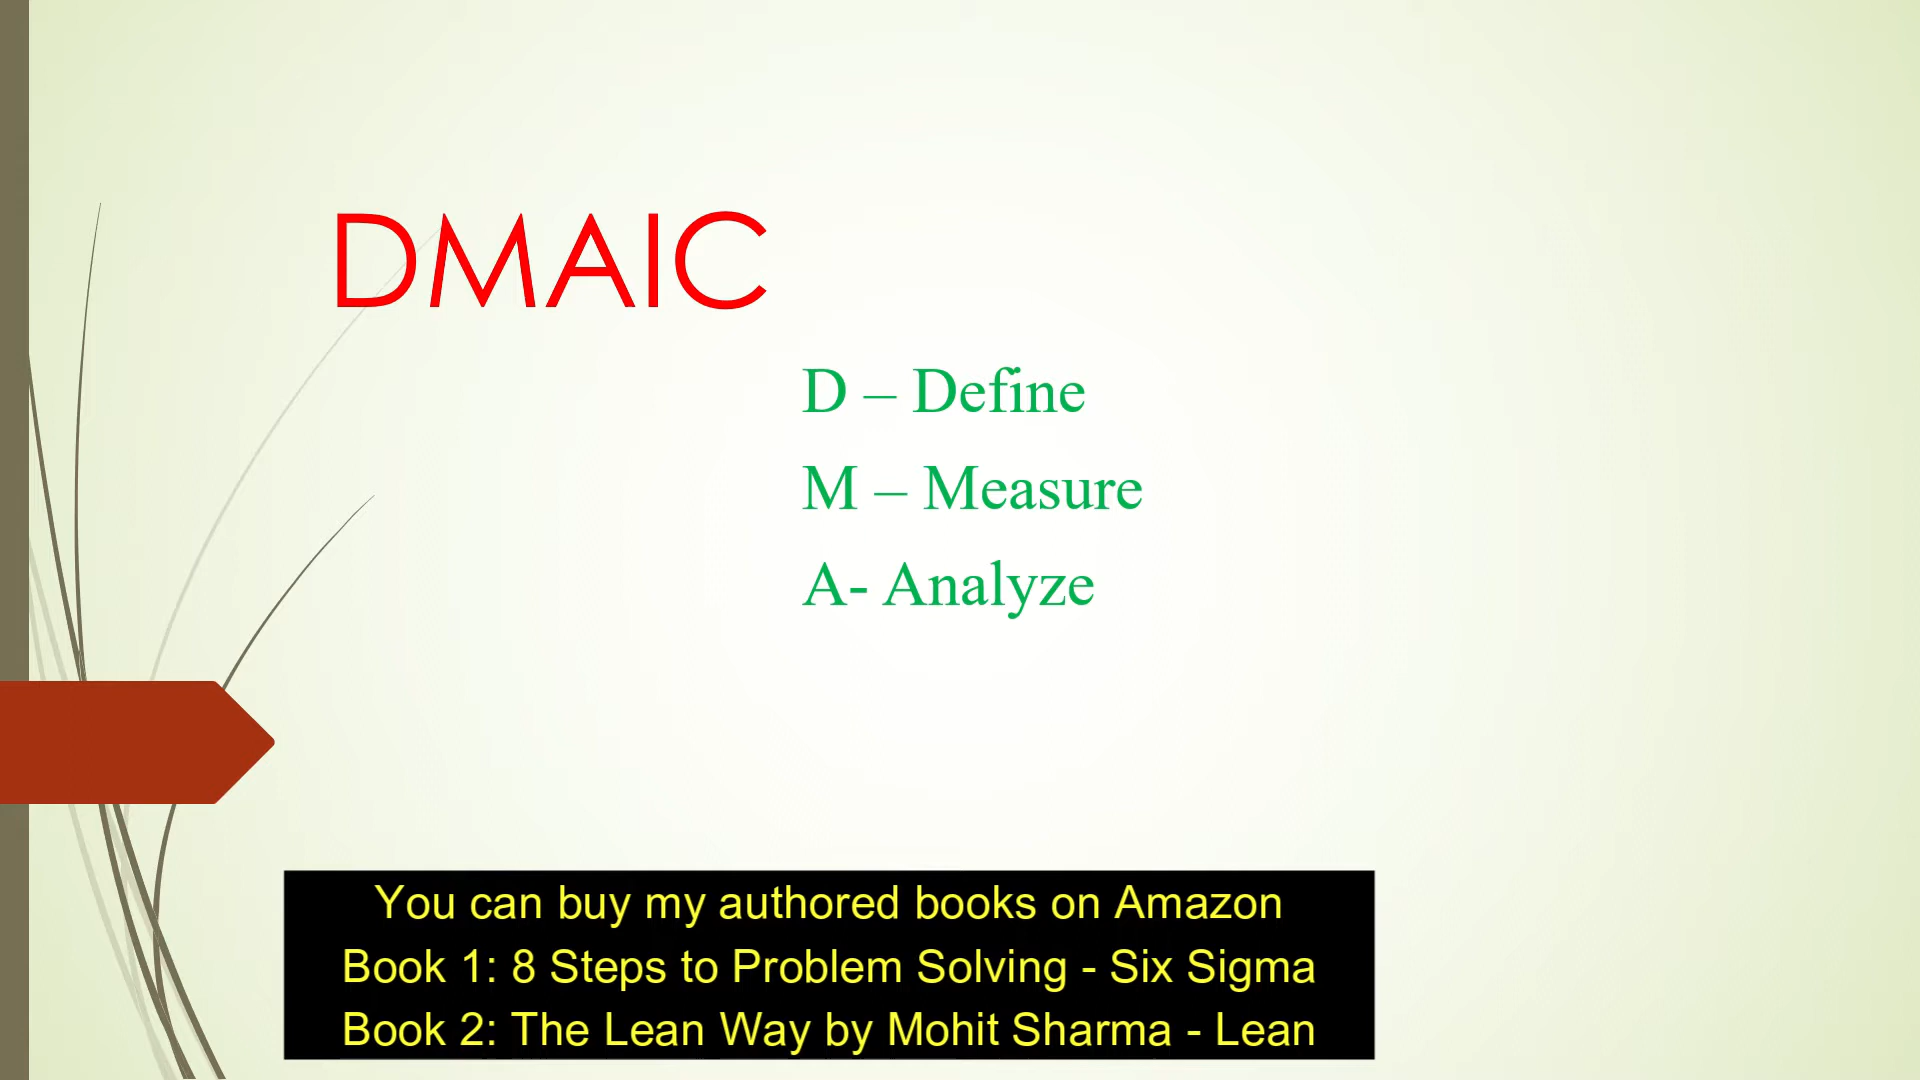 DMAIC
D – Define
M – Measure
A- Analyze
You can buy my authored books on Amazon
Book 1: 8 Steps to Problem Solving - Six Sigma
Book 2: The Lean Way by Mohit Sharma - Lean